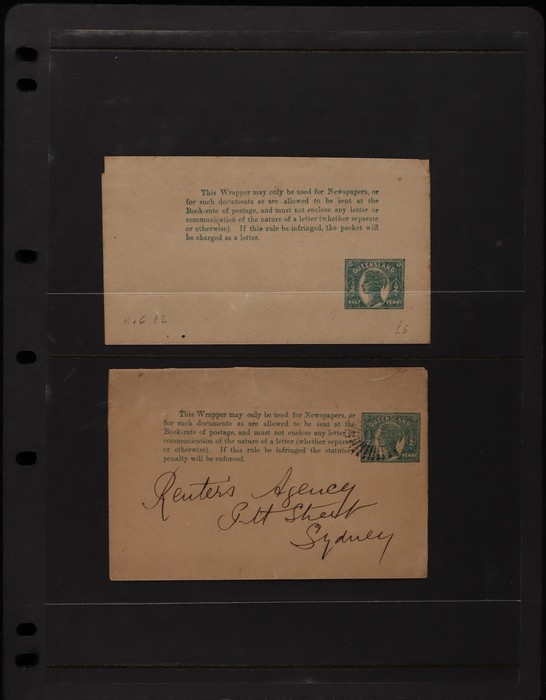 This Wrapper may only be used for Newspapers, or
for such documents as are allowed to be sent at the
Book-rate of postage, and must not enclose any letter or
communication of the nature of a letter (whether separate
or otherwise). If this rule be infringed, the packet will
be charged as a letter.
QUEENSLAND
HALF PENNY
H&G E2
£5
This Wrapper may only be used for Newspapers, or
for such documents as are allowed to be sent at the
Book-rate of postage, and must not enclose any letter
communication of the nature of a letter (whether separate
or otherwise). If this rule be infringed the statutory
penalty will be enforced.
QUEENSLAND
PENNY
Reuter's Agency
Pitt Street
Sydney